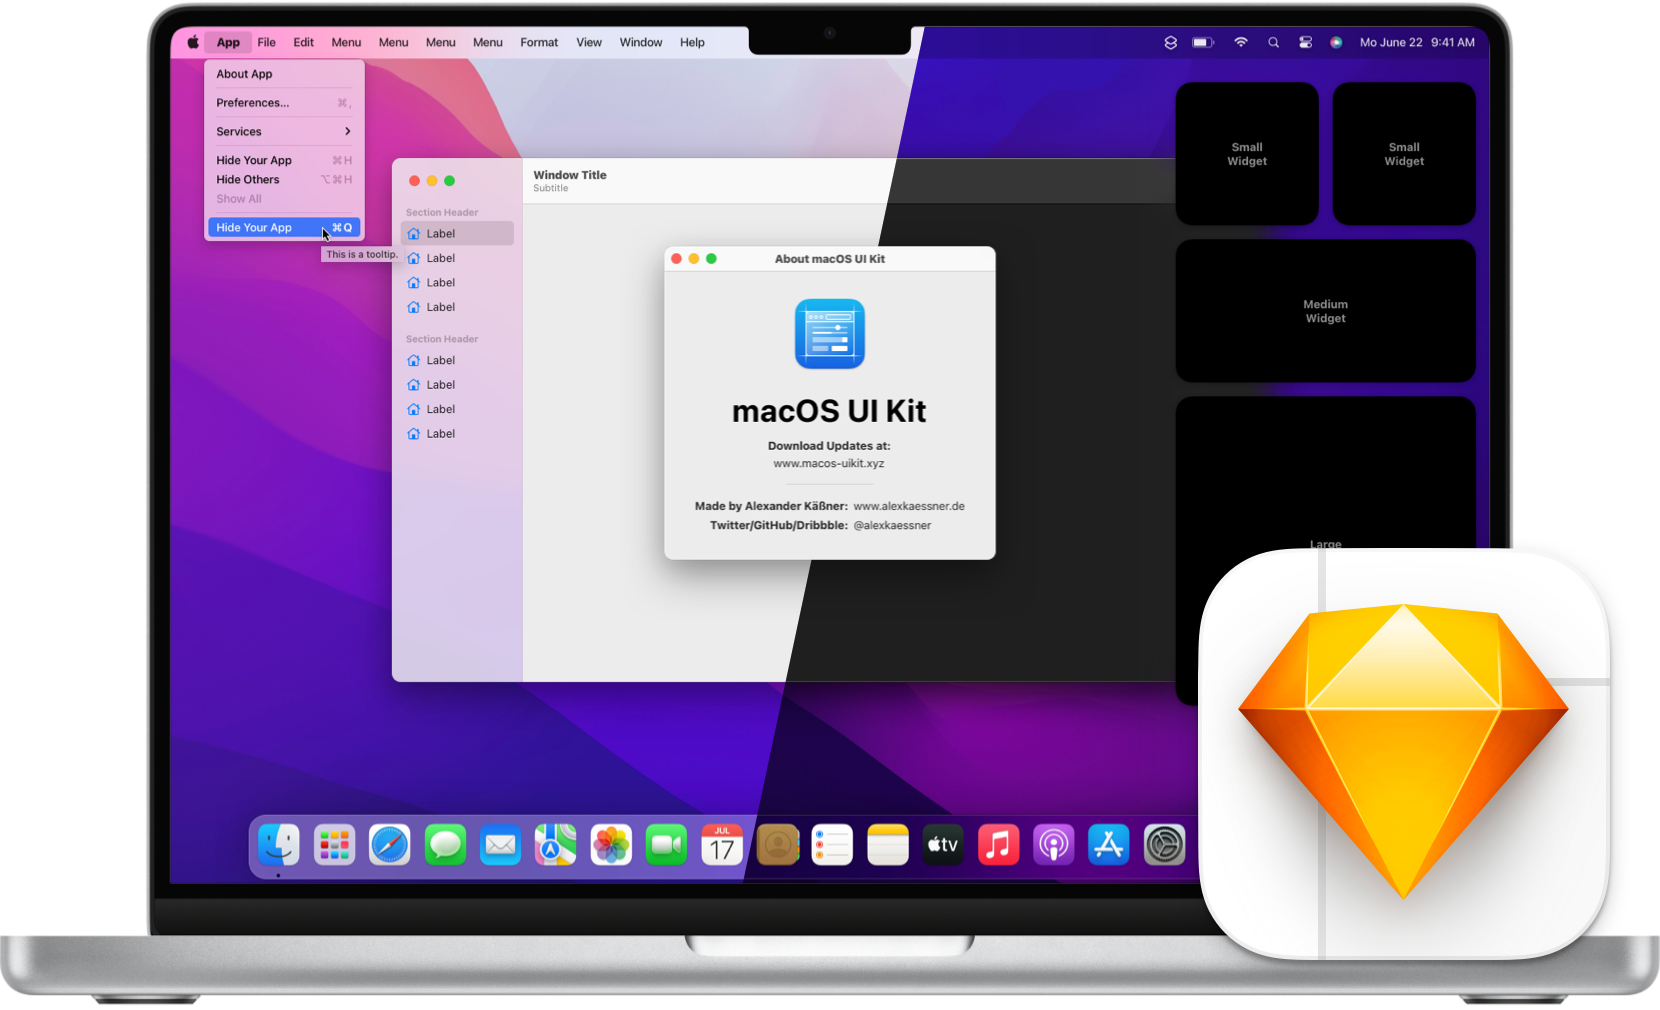 App File Edit Menu Menu Menu Menu Format View Window Help
Mo June 22 9:41 AM
About App
Preferences... ⌘,
Services
Hide Your App ⌘H
Hide Others ⌥⌘H
Show All
Hide Your App ⌘Q
This is a tooltip.
Window Title
Subtitle
Section Header
Label
Label
Label
Label
Section Header
Label
Label
Label
Label
About macOS UI Kit
macOS UI Kit
Download Updates at:
www.macos-uikit.xyz
Made by Alexander Käßner: www.alexkaessner.de
Twitter/GitHub/Dribbble: @alexkaessner
Small
Widget
Small
Widget
Medium
Widget
Large
JUL
17
tv